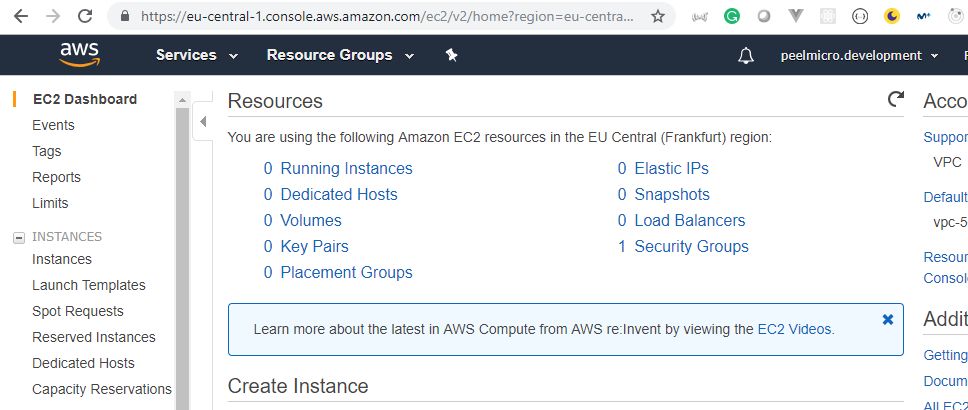 https://eu-central-1.console.aws.amazon.com/ec2/v2/home?region=eu-centra...
aws Services Resource Groups peelmicro.development
EC2 Dashboard
Events
Tags
Reports
Limits
INSTANCES
Instances
Launch Templates
Spot Requests
Reserved Instances
Dedicated Hosts
Capacity Reservations
Resources
You are using the following Amazon EC2 resources in the EU Central (Frankfurt) region:
0 Running Instances
0 Elastic IPs
0 Dedicated Hosts
0 Snapshots
0 Volumes
0 Load Balancers
0 Key Pairs
1 Security Groups
0 Placement Groups
Learn more about the latest in AWS Compute from AWS re:Invent by viewing the EC2 Videos.
Create Instance
Acco
Suppor
VPC
Default
vpc-5
Resour
Consol
Addit
Getting
Docum
All EC2